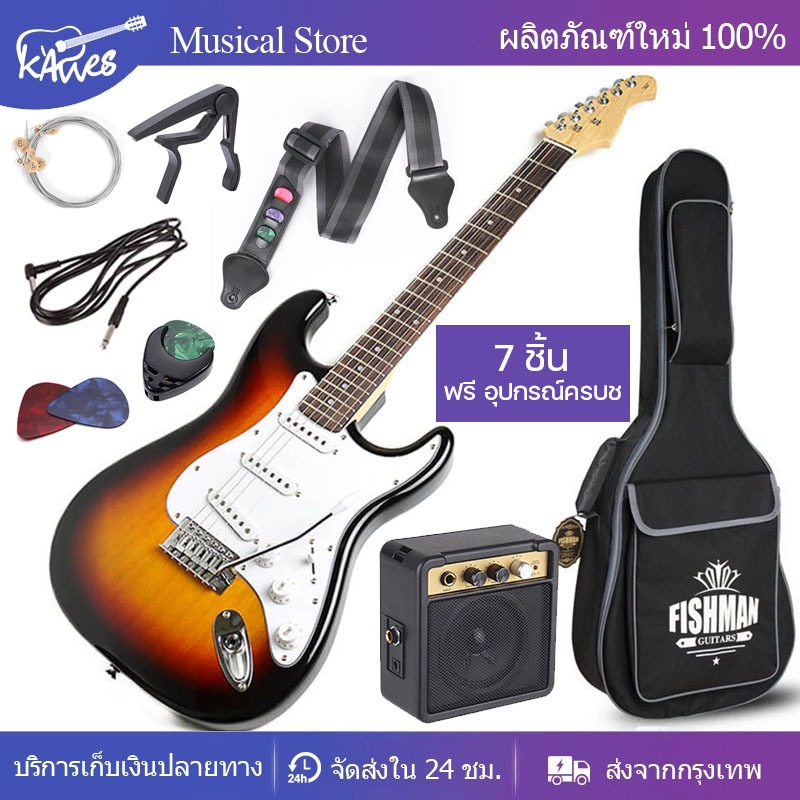 KAWES
Musical Store
ผลิตภัณฑ์ใหม่ 100%
7 ชิ้น
ฟรี อุปกรณ์ครบช
FISHMAN
GUITARS
FISHMAN
บริการเก็บเงินปลายทาง
24h
จัดส่งใน 24 ชม.
ส่งจากกรุงเทพ